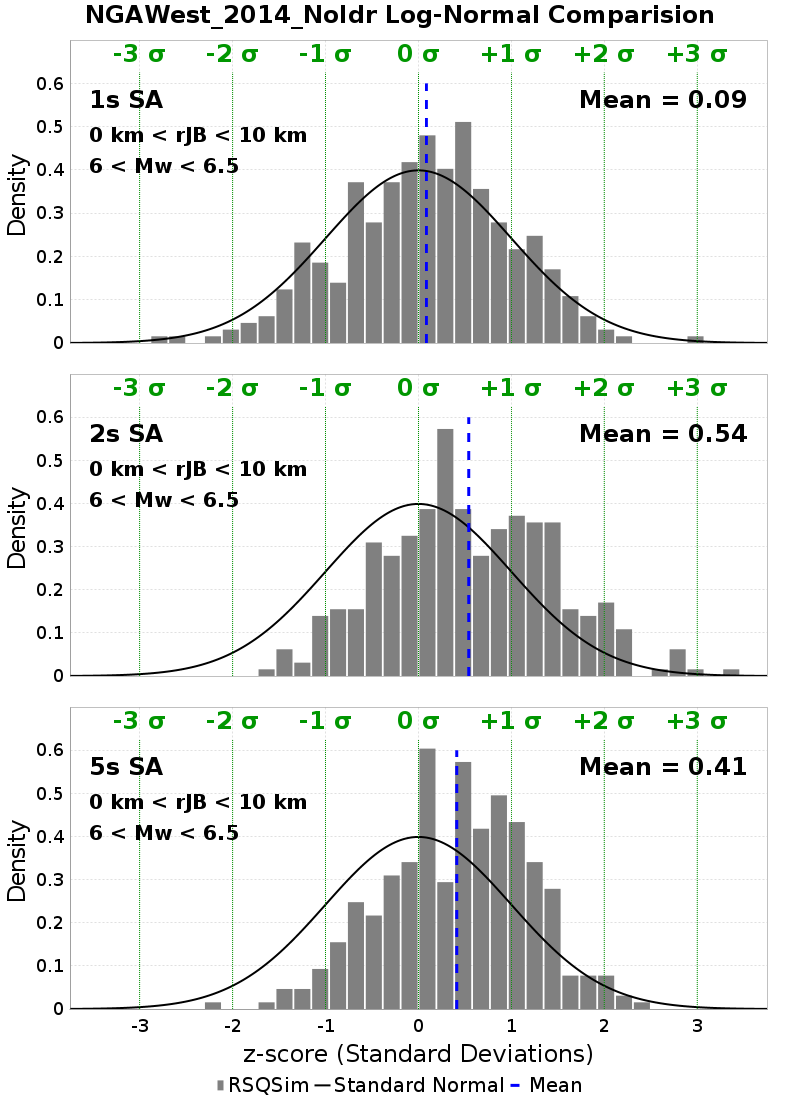 NGAWest_2014_NoIdr Log-Normal Comparision
-3 σ -2 σ -1 σ 0 σ +1 σ +2 σ +3 σ
1s SA Mean = 0.09
0 km < rJB < 10 km
6 < Mw < 6.5
0.6
0.5
0.4
0.3
0.2
0.1
0
Density
-3 σ -2 σ -1 σ 0 σ +1 σ +2 σ +3 σ
2s SA Mean = 0.54
0 km < rJB < 10 km
6 < Mw < 6.5
0.6
0.5
0.4
0.3
0.2
0.1
0
Density
-3 σ -2 σ -1 σ 0 σ +1 σ +2 σ +3 σ
5s SA Mean = 0.41
0 km < rJB < 10 km
6 < Mw < 6.5
0.6
0.5
0.4
0.3
0.2
0.1
0
Density
-3 -2 -1 0 1 2 3
z-score (Standard Deviations)
RSQSim Standard Normal Mean